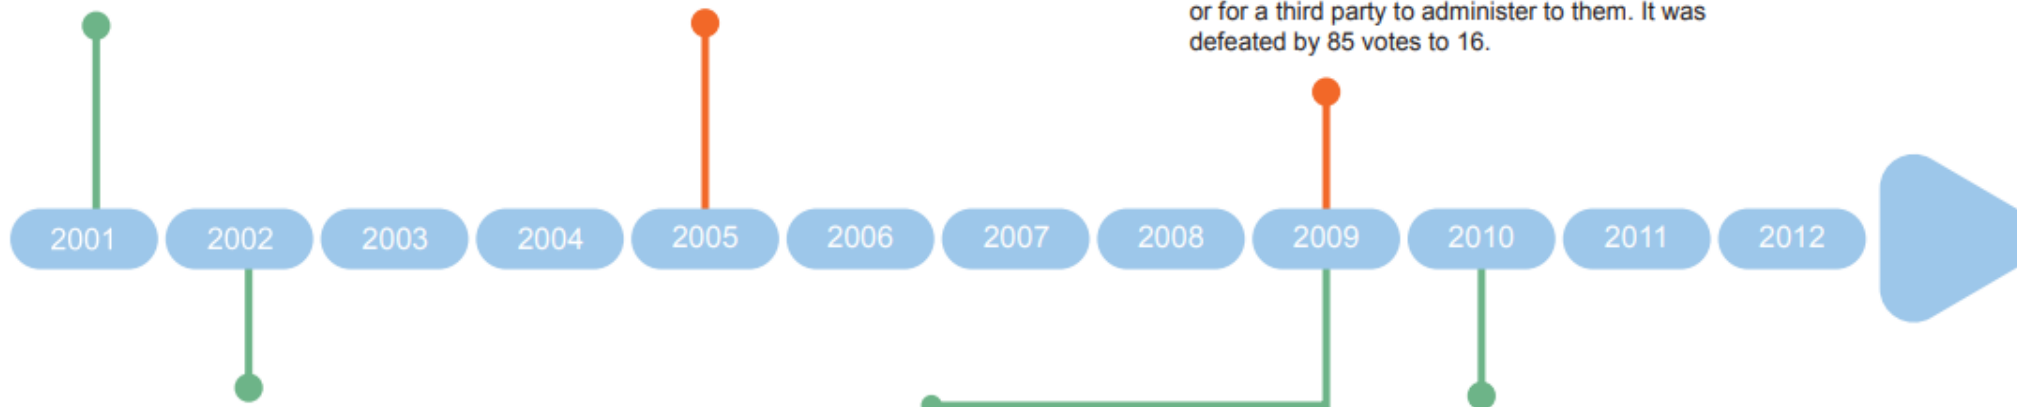 or for a third party to administer to them. It was
defeated by 85 votes to 16.
2001 2002 2003 2004 2005 2006 2007 2008 2009 2010 2011 2012